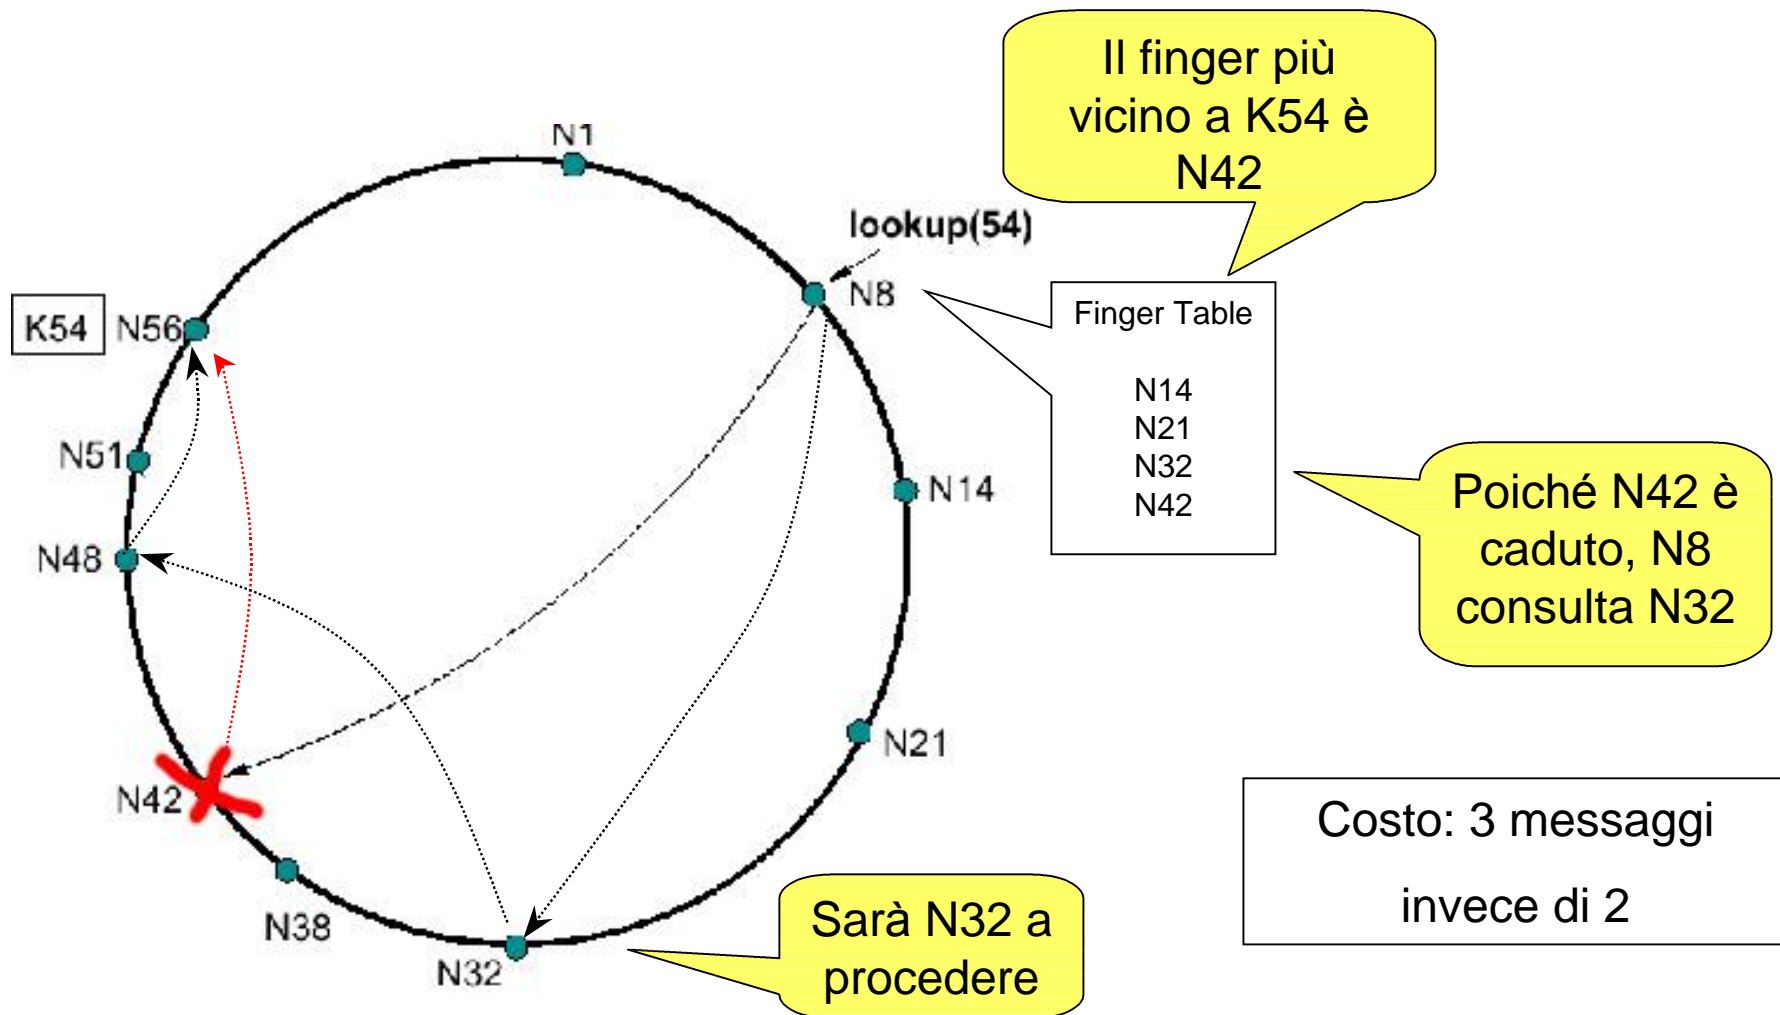 Il finger più
vicino a K54 è
N42
N1
lookup(54)
N8
Finger Table
N14
N21
N32
N42
K54
N56
N51
N14
Poiché N42 è
caduto, N8
consulta N32
N48
N21
N42
Costo: 3 messaggi
invece di 2
N38
Sarà N32 a
procedere
N32